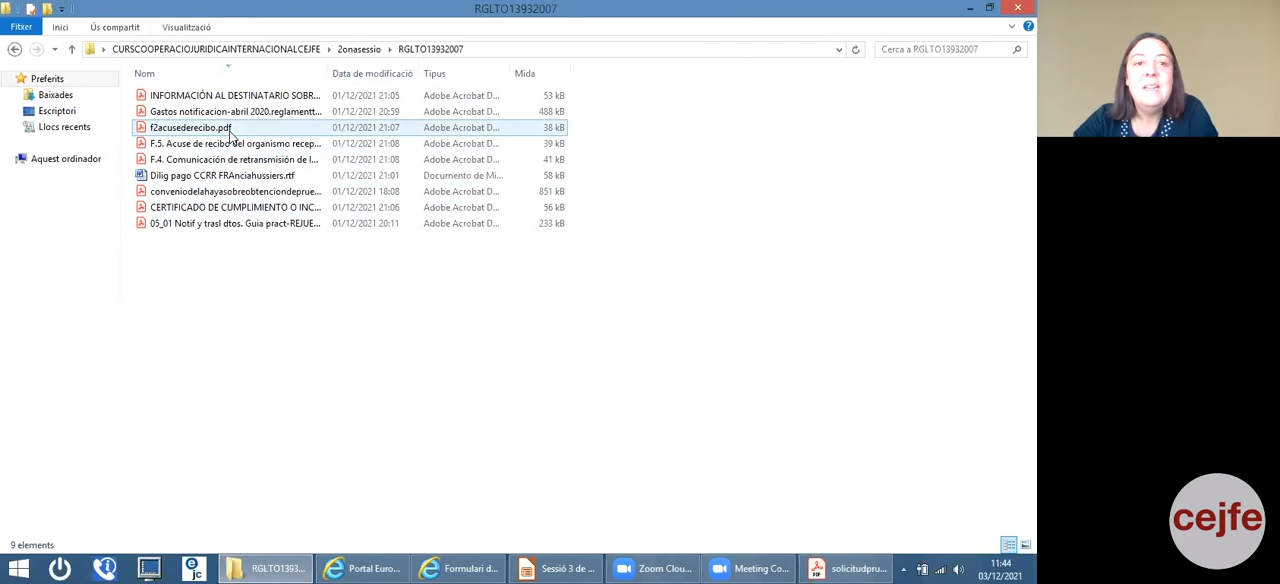 RGLTO13932007
Fitxer Inici Ús compartit Visualització
CURSCOOPERACIOJURIDICAINTERNACIONALCEJFE 2onasessio RGLTO13932007 Cerca a RGLTO13932007
Preferits
Baixades
Escriptori
Llocs recents
Aquest ordinador
Nom Data de modificació Tipus Mida
INFORMACIÓN AL DESTINATARIO SOBR... 01/12/2021 21:05 Adobe Acrobat D... 53 kB
Gastos notificacion-abril 2020.reglamentt... 01/12/2021 20:59 Adobe Acrobat D... 488 kB
f2acusederecibo.pdf 01/12/2021 21:07 Adobe Acrobat D... 38 kB
F.5. Acuse de recibo del organismo recep... 01/12/2021 21:08 Adobe Acrobat D... 39 kB
F.4. Comunicación de retransmisión de l... 01/12/2021 21:08 Adobe Acrobat D... 41 kB
Dilig pago CCRR FRAnciahussiers.rtf 01/12/2021 21:01 Documento de Mi... 58 kB
conveniodelahayasobreobtenciondeprue... 01/12/2021 18:08 Adobe Acrobat D... 851 kB
CERTIFICADO DE CUMPLIMIENTO O INC... 01/12/2021 21:06 Adobe Acrobat D... 56 kB
05_01 Notif y trasl dtos. Guia pract-REJUE... 01/12/2021 20:11 Adobe Acrobat D... 233 kB
cejfe
9 elements
ejc RGLTO1393... Portal Euro... Formulari d... Sessió 3 de ... Zoom Clou... Meeting Co... solicitudpru...
11:44
03/12/2021